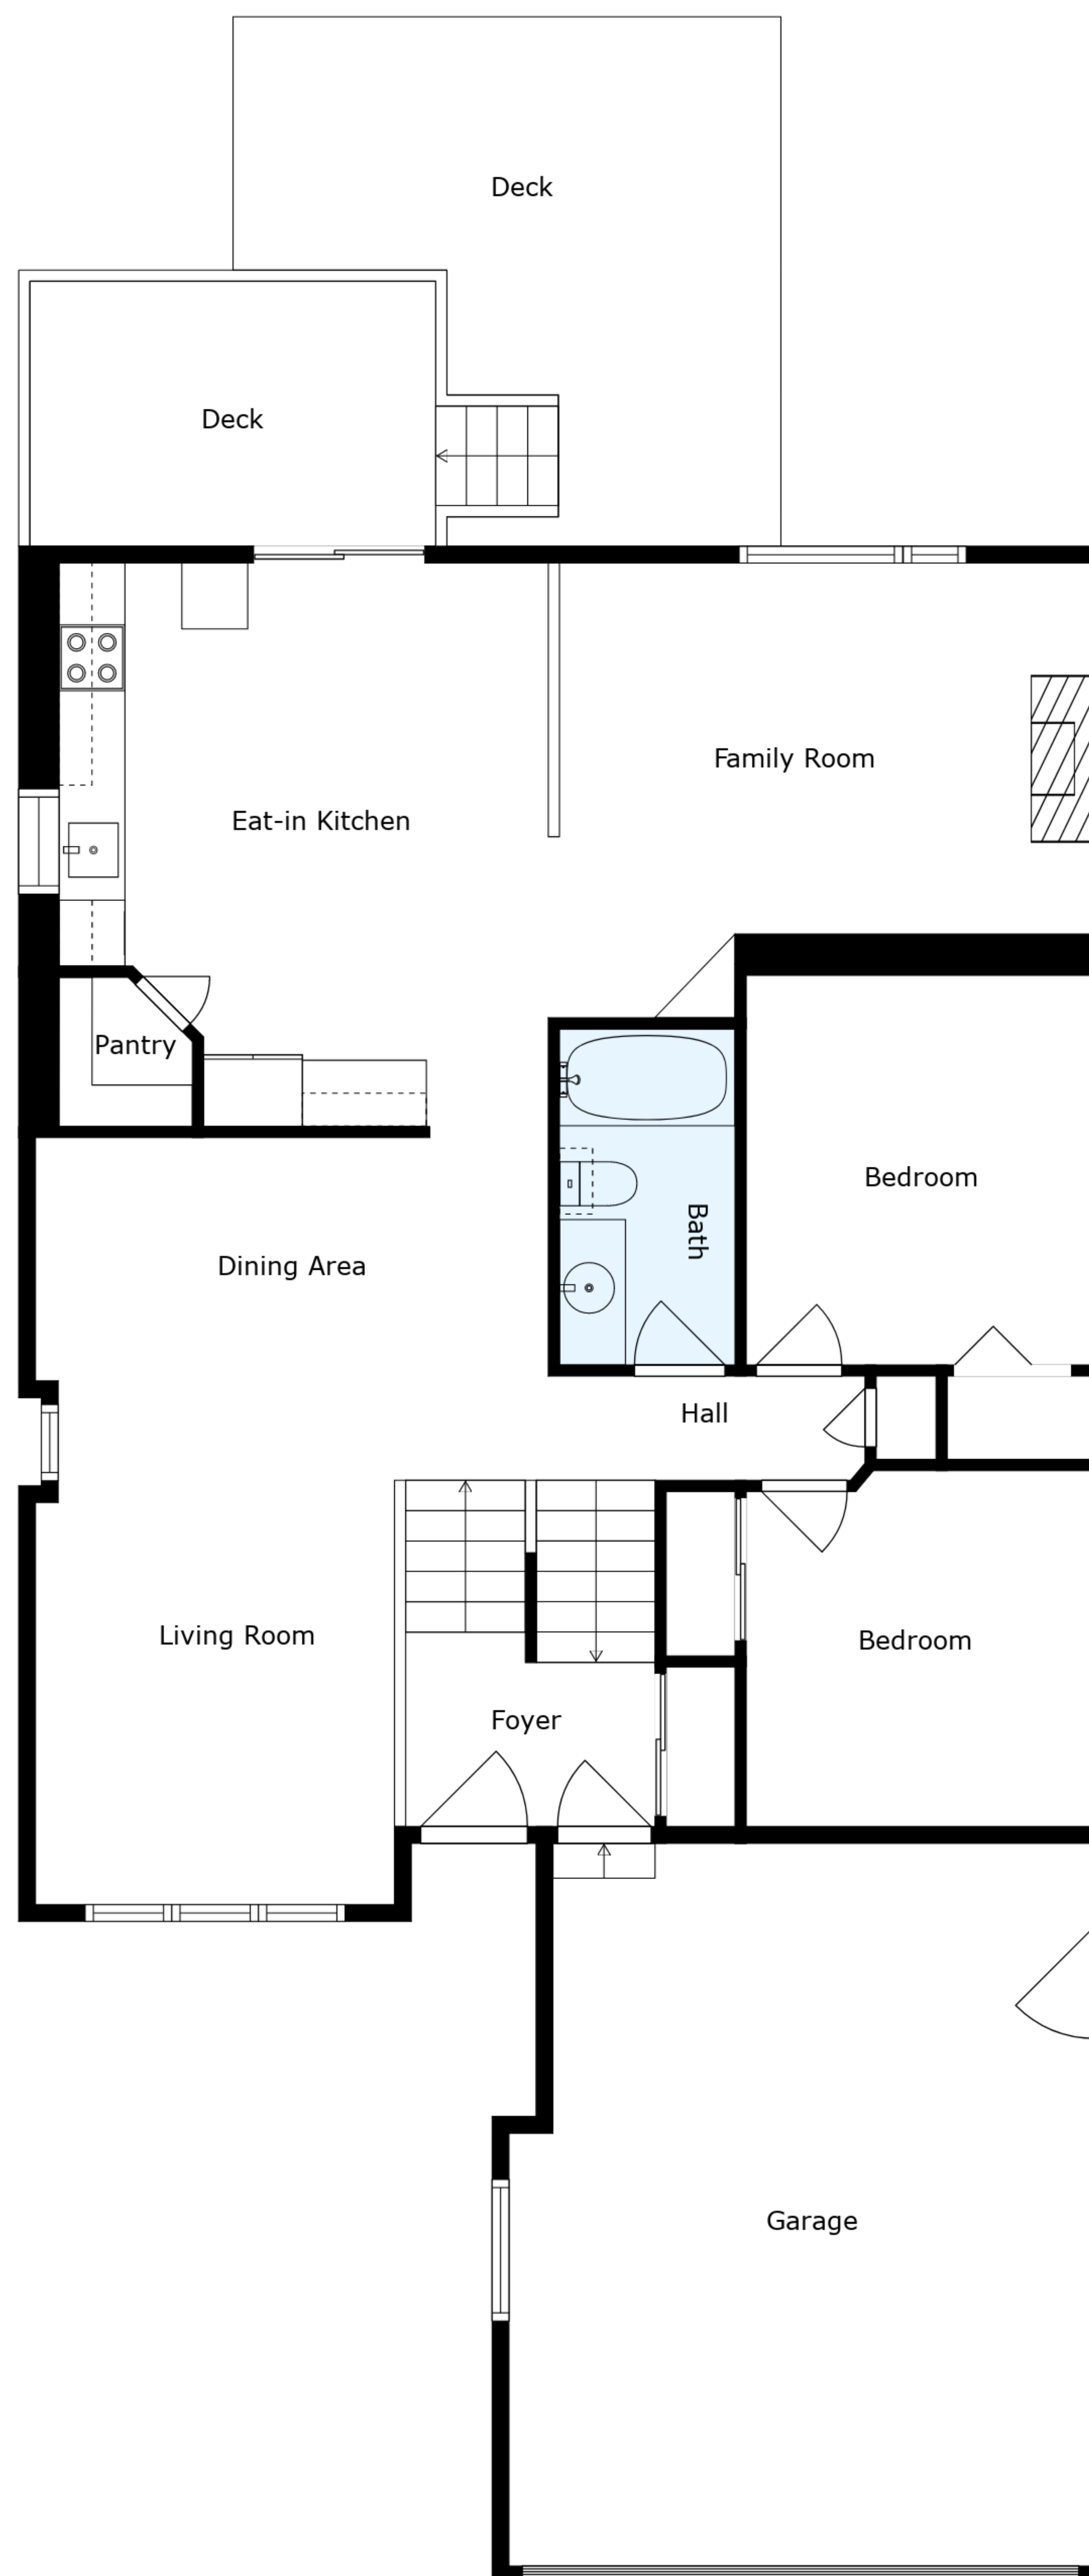 Deck
Deck
Family Room
Eat-in Kitchen
Pantry
Bedroom
Bath
Dining Area
Hall
Living Room
Bedroom
Foyer
Garage